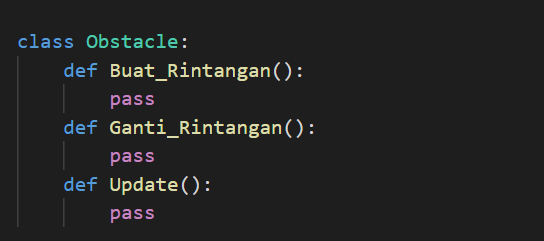 class Obstacle:
    def Buat_Rintangan():
        pass
    def Ganti_Rintangan():
        pass
    def Update():
        pass